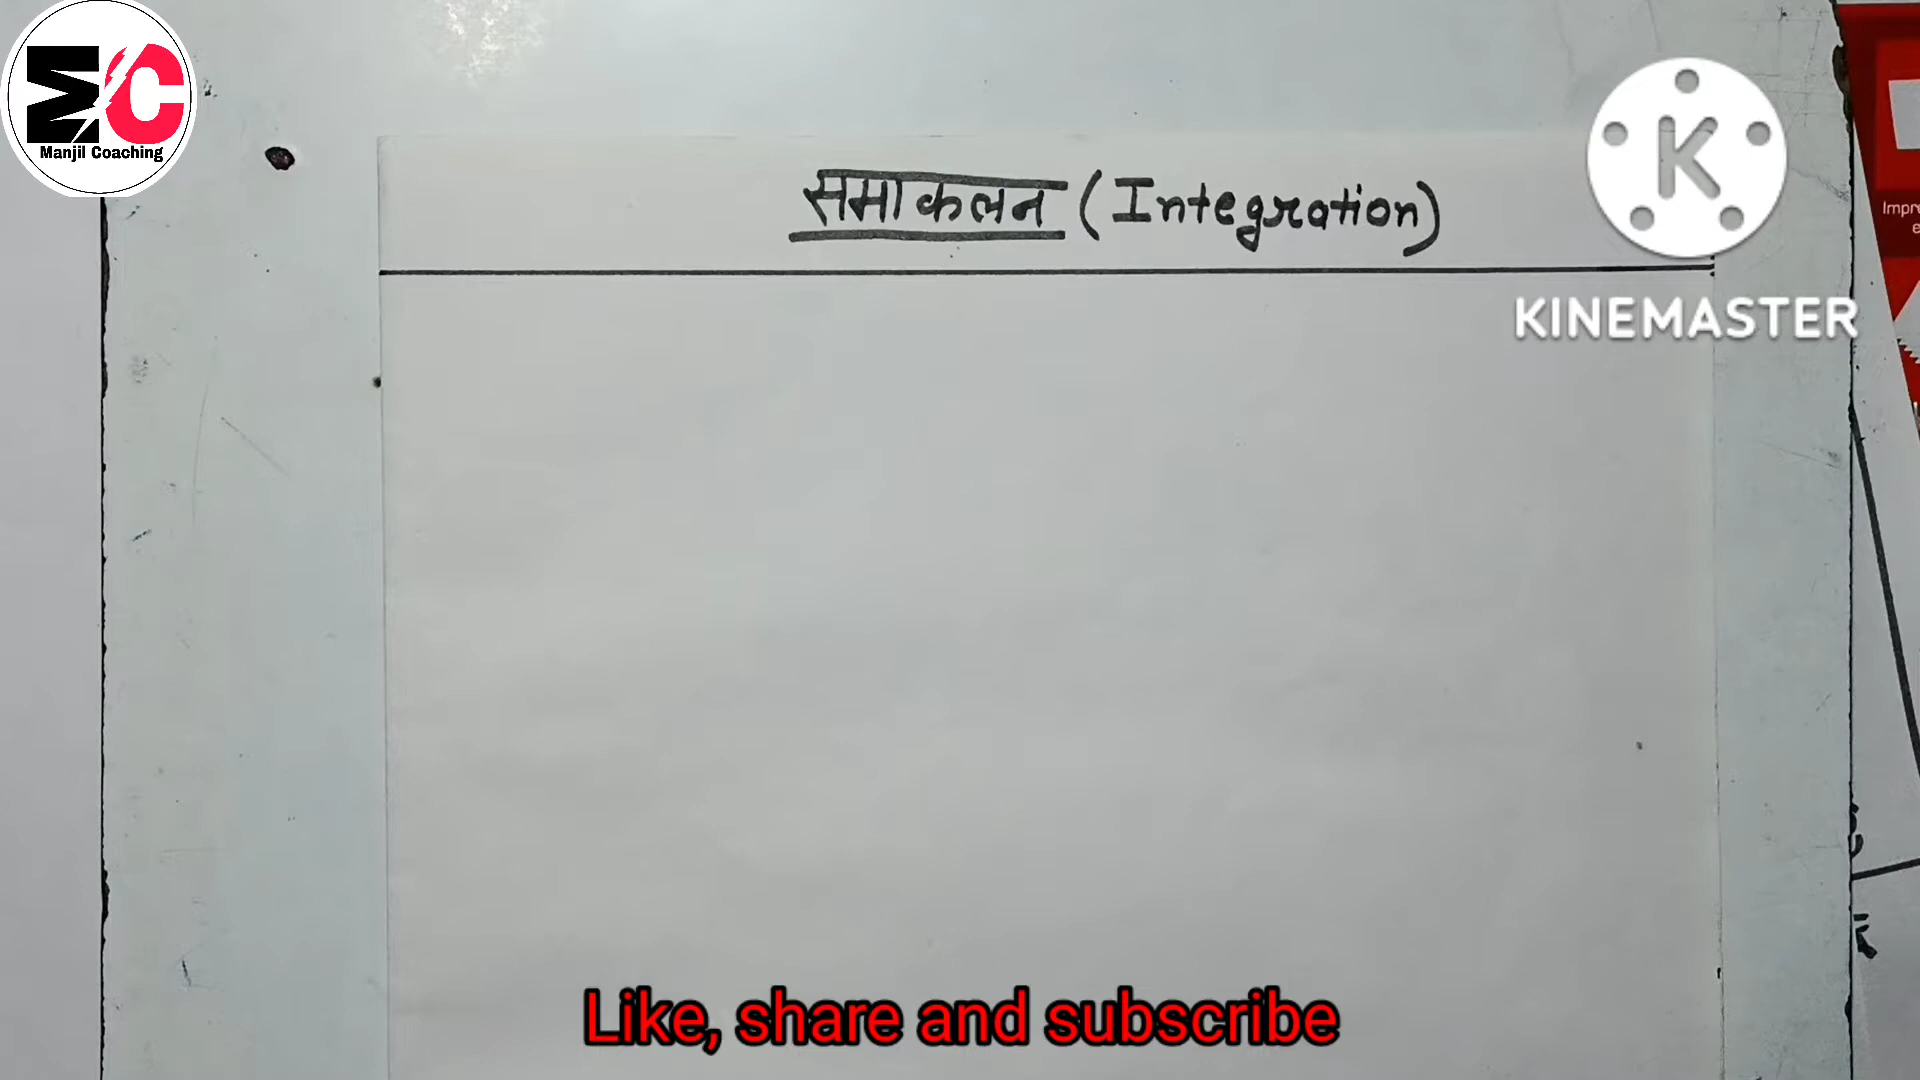 Manjil Coaching
समाकलन (Integration)
K
KINEMASTER
Like, share and subscribe